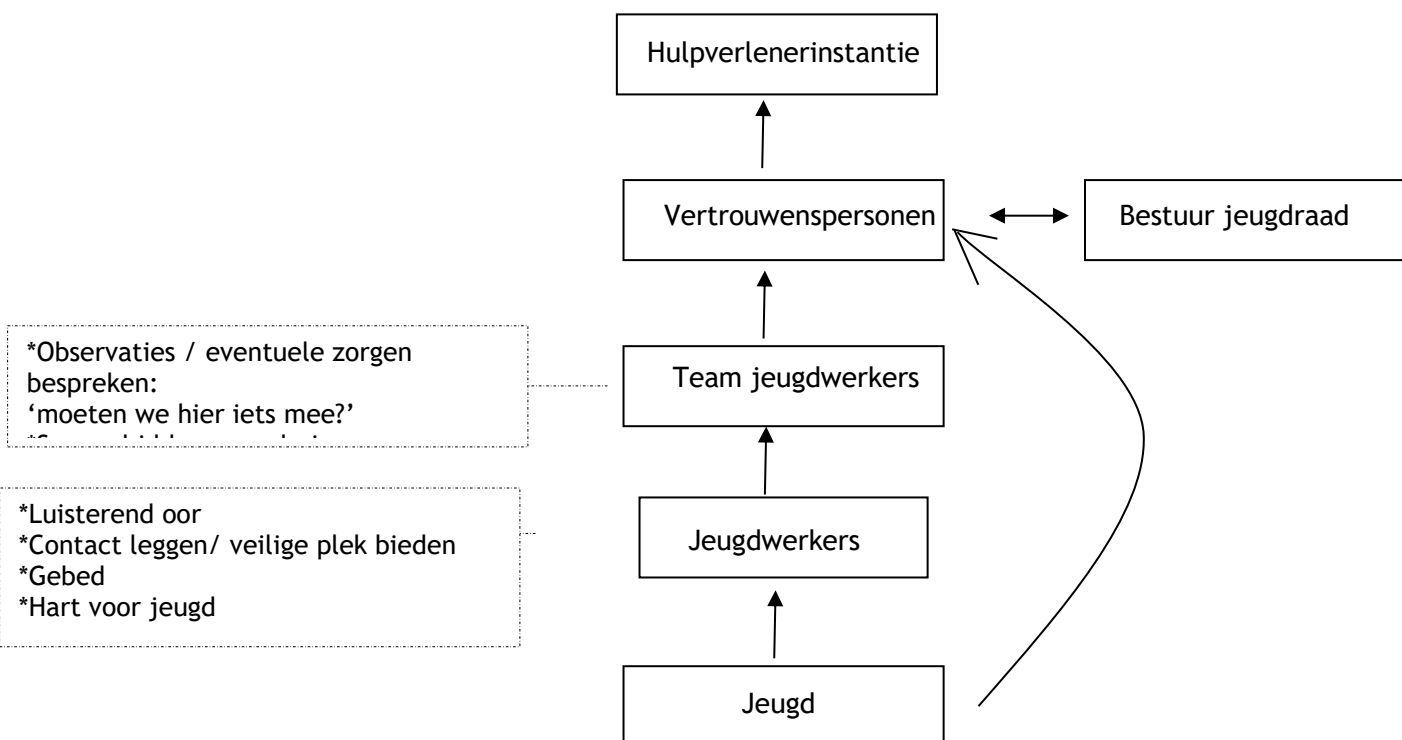 Hulpverlenerinstantie
Vertrouwenspersonen
Bestuur jeugdraad
*Observaties / eventuele zorgen
bespreken:
‘moeten we hier iets mee?’
Team jeugdwerkers
*Luisterend oor
*Contact leggen/ veilige plek bieden
*Gebed
*Hart voor jeugd
Jeugdwerkers
Jeugd